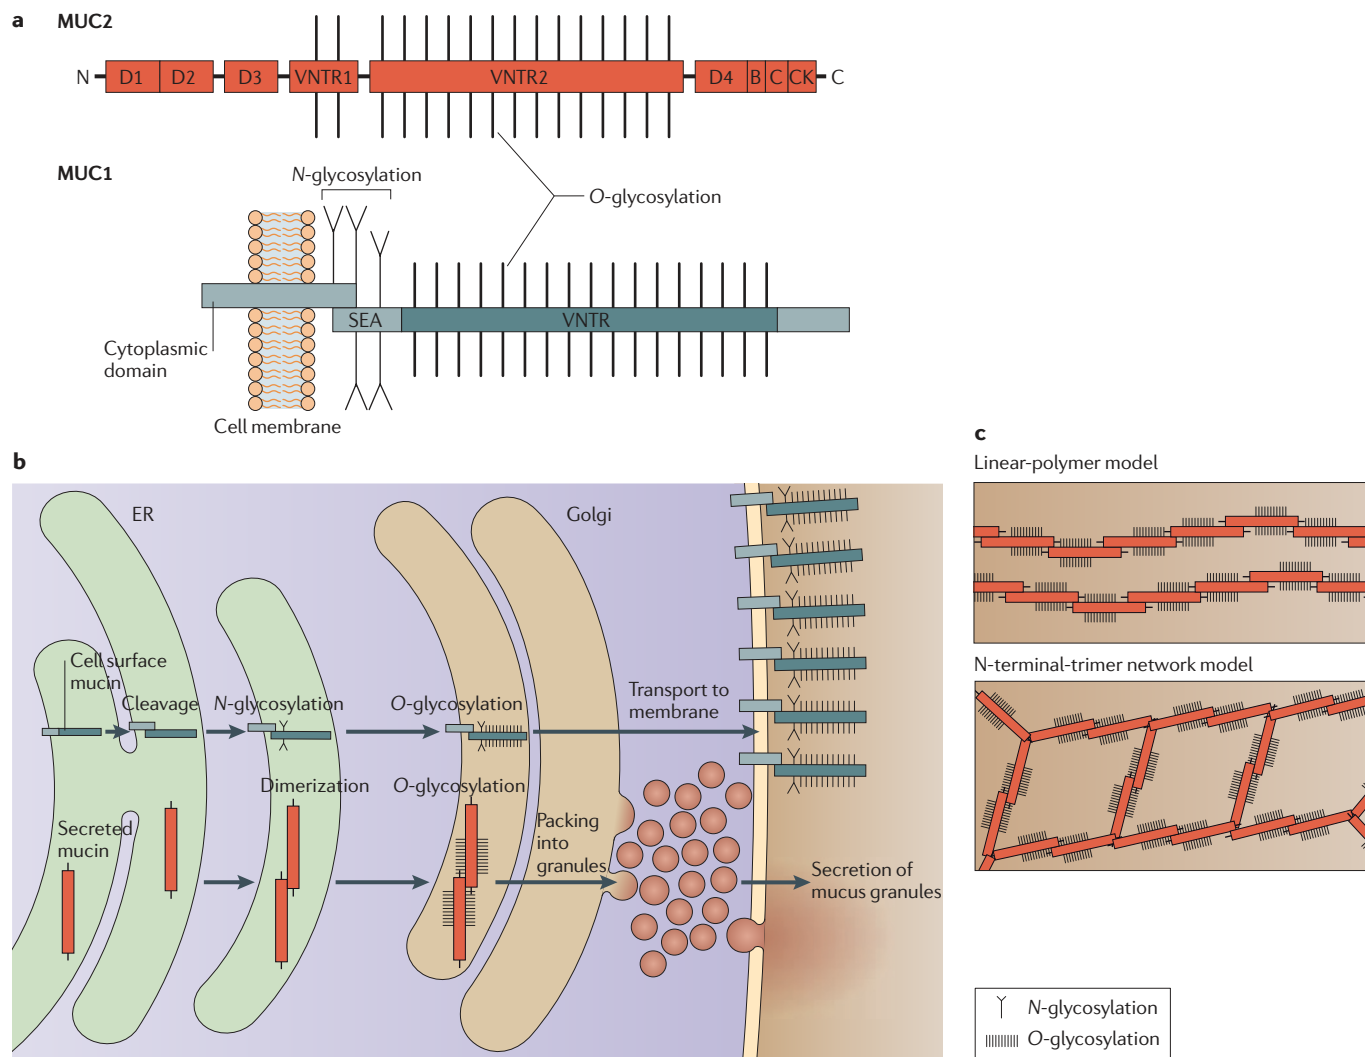 a
MUC2
N
D1
D2
D3
VNTR1
VNTR2
D4
B
C
CK
C
MUC1
N-glycosylation
O-glycosylation
SEA
VNTR
Cytoplasmic
domain
Cell membrane
b
ER
Golgi
Cell surface
mucin
Cleavage
N-glycosylation
O-glycosylation
Transport to
membrane
Dimerization
O-glycosylation
Secreted
mucin
Packing
into
granules
Secretion of
mucus granules
c
Linear-polymer model
N-terminal-trimer network model
N-glycosylation
O-glycosylation